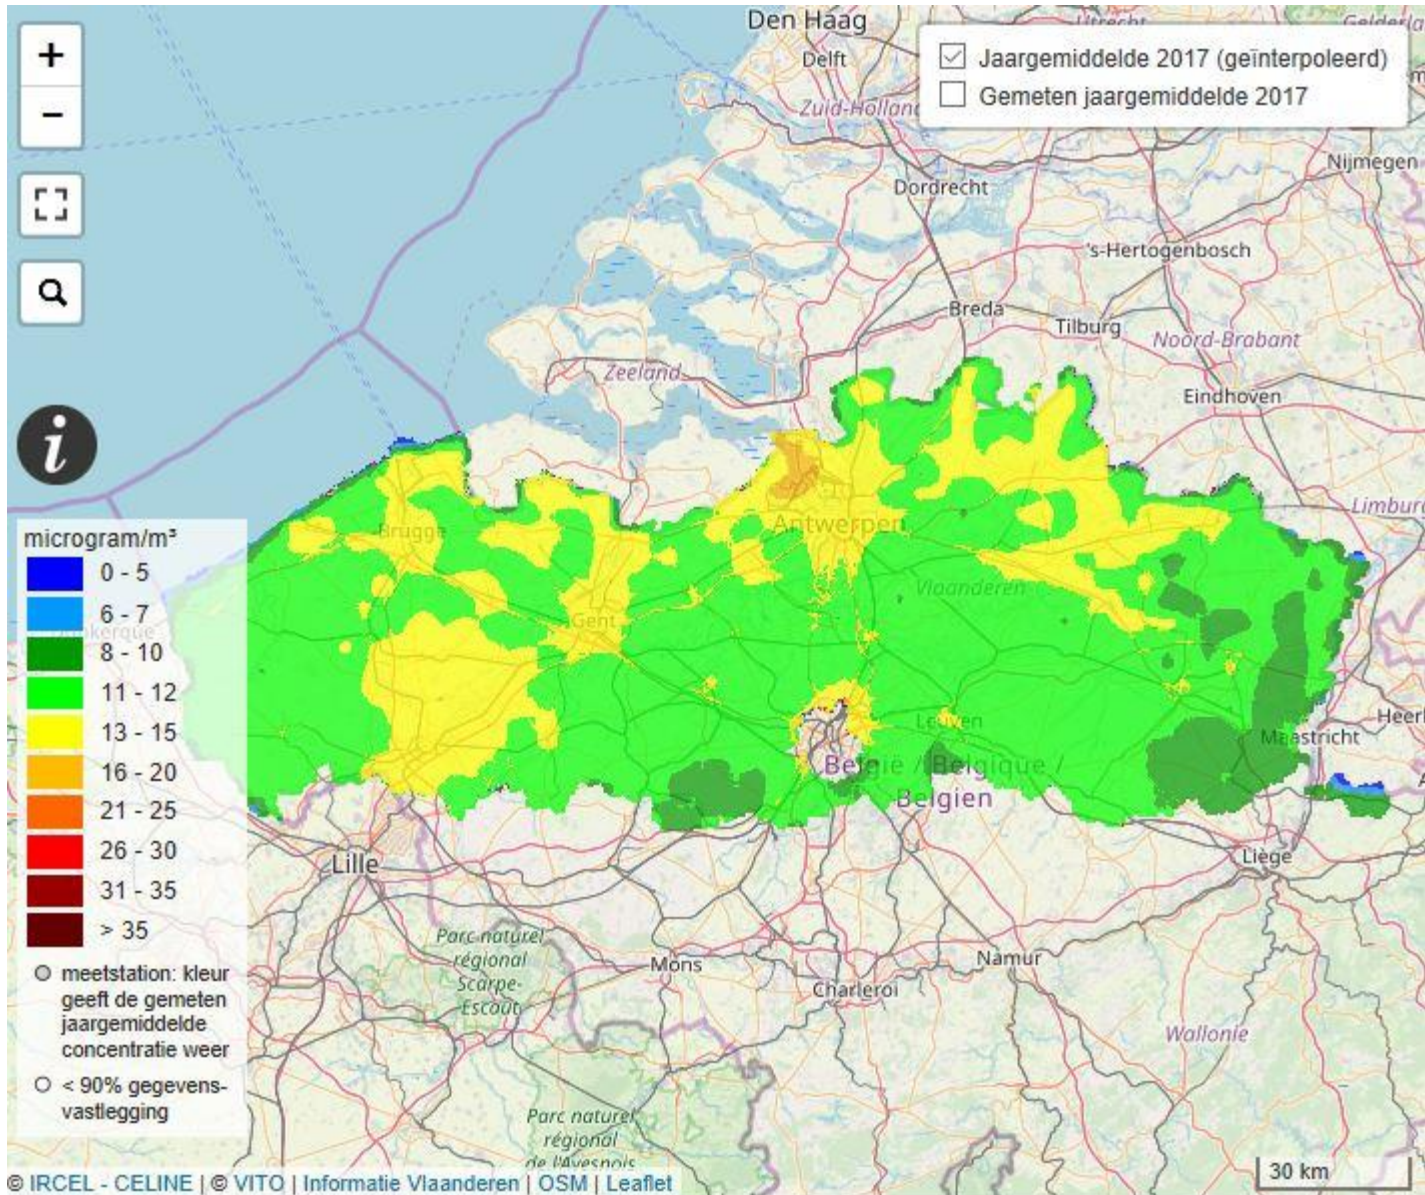 +
Den Haag
Utrecht
Delft
Jaargemiddelde 2017 (geïnterpoleerd)
−
Zuid-Holland
Gemeten jaargemiddelde 2017
Nijmegen
Dordrecht
's-Hertogenbosch
Breda
Tilburg
Noord-Brabant
Zeeland
Eindhoven
i
Limburg
microgram/m³
Brugge
Antwerpen
0 - 5
Vlaanderen
6 - 7
Gent
8 - 10
11 - 12
Leuven
Heerl
13 - 15
Maastricht
België / Belgique /
Belgien
16 - 20
21 - 25
26 - 30
Lille
Liège
31 - 35
> 35
Parc naturel
régional
Scarpe-
Escaut
Mons
Namur
Charleroi
meetstation: kleur
geeft de gemeten
jaargemiddelde
concentratie weer
Wallonie
< 90% gegevens-
vastlegging
Parc naturel
régional
de l'Avesnois
30 km
© IRCEL - CELINE | © VITO | Informatie Vlaanderen | OSM | Leaflet